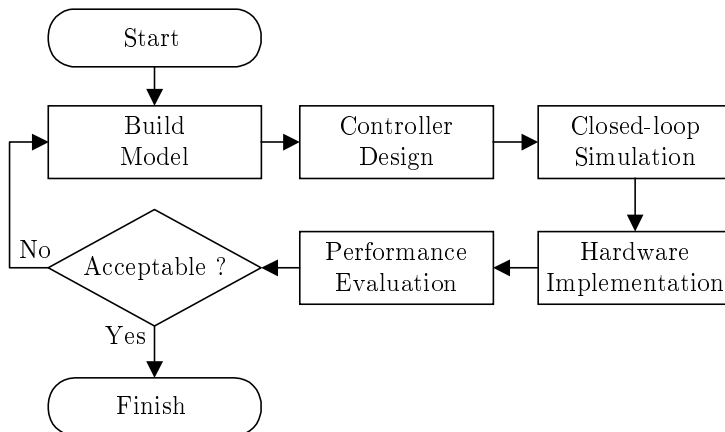 Start
Build
Model
Controller
Design
Closed-loop
Simulation
No
Acceptable ?
Performance
Evaluation
Hardware
Implementation
Yes
Finish